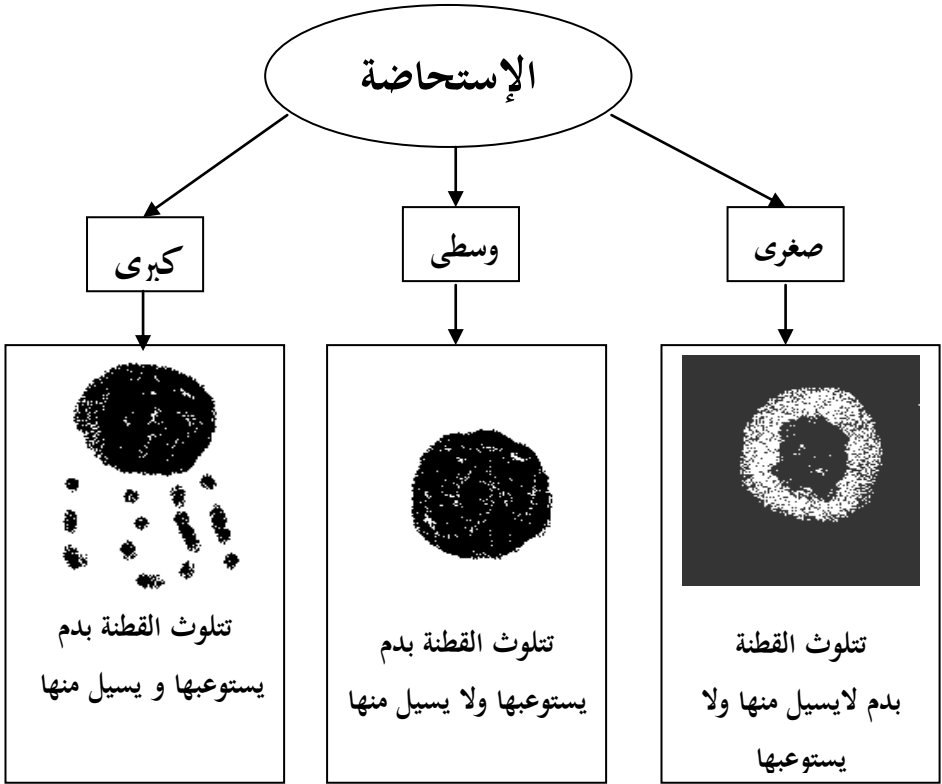 الإستحاضة
صغرى
وسطى
كبرى
تتلوث القطنة
بدم لايسيل منها ولا
يستوعبها
تتلوث القطنة بدم
يستوعبها ولا يسيل منها
تتلوث القطنة بدم
يستوعبها و يسيل منها